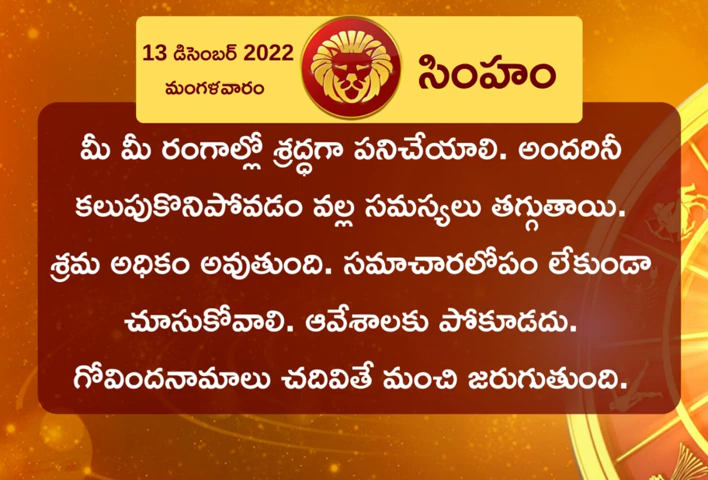 13 డిసెంబర్ 2022
మంగళవారం
సింహం
మీ మీ రంగాల్లో శ్రద్ధగా పనిచేయాలి. అందరినీ
కలుపుకొనిపోవడం వల్ల సమస్యలు తగ్గుతాయి.
శ్రమ అధికం అవుతుంది. సమాచారలోపం లేకుండా
చూసుకోవాలి. ఆవేశాలకు పోకూడదు.
గోవిందనామాలు చదివితే మంచి జరుగుతుంది.